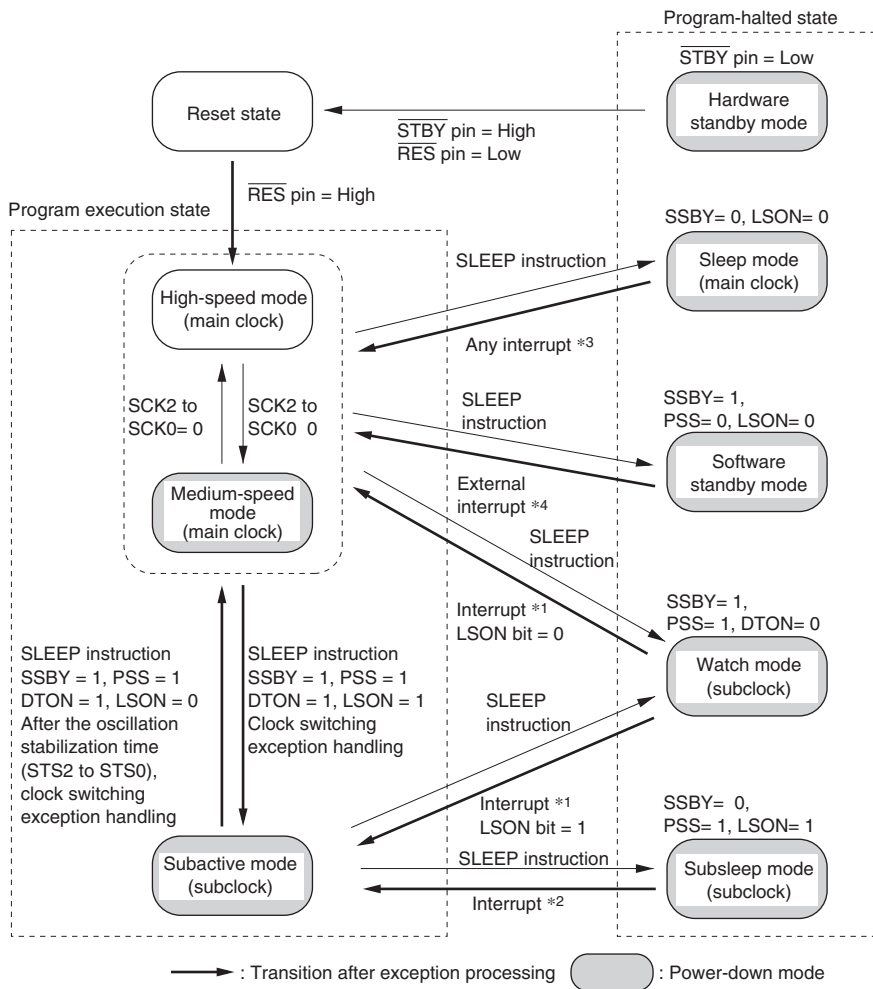 Program-halted state
STBY pin = Low
Hardware
standby mode
Reset state
STBY pin = High
RES pin = Low
RES pin = High
Program execution state
SSBY= 0, LSON= 0
Sleep mode
(main clock)
SLEEP instruction
Any interrupt *3
High-speed mode
(main clock)
SCK2 to
SCK0= 0
SCK2 to
SCK0 0
Medium-speed
mode
(main clock)
SLEEP
instruction
SSBY= 1,
PSS= 0, LSON= 0
Software
standby mode
External
interrupt *4
SLEEP
instruction
Interrupt *1
LSON bit = 0
SSBY= 1,
PSS= 1, DTON= 0
Watch mode
(subclock)
SLEEP instruction
SSBY = 1, PSS = 1
DTON = 1, LSON = 0
After the oscillation
stabilization time
(STS2 to STS0),
clock switching
exception handling
SLEEP instruction
SSBY = 1, PSS = 1
DTON = 1, LSON = 1
Clock switching
exception handling
SLEEP
instruction
Interrupt *1
LSON bit = 1
SSBY= 0,
PSS= 1, LSON= 1
Subsleep mode
(subclock)
Subactive mode
(subclock)
SLEEP instruction
Interrupt *2
: Transition after exception processing
: Power-down mode